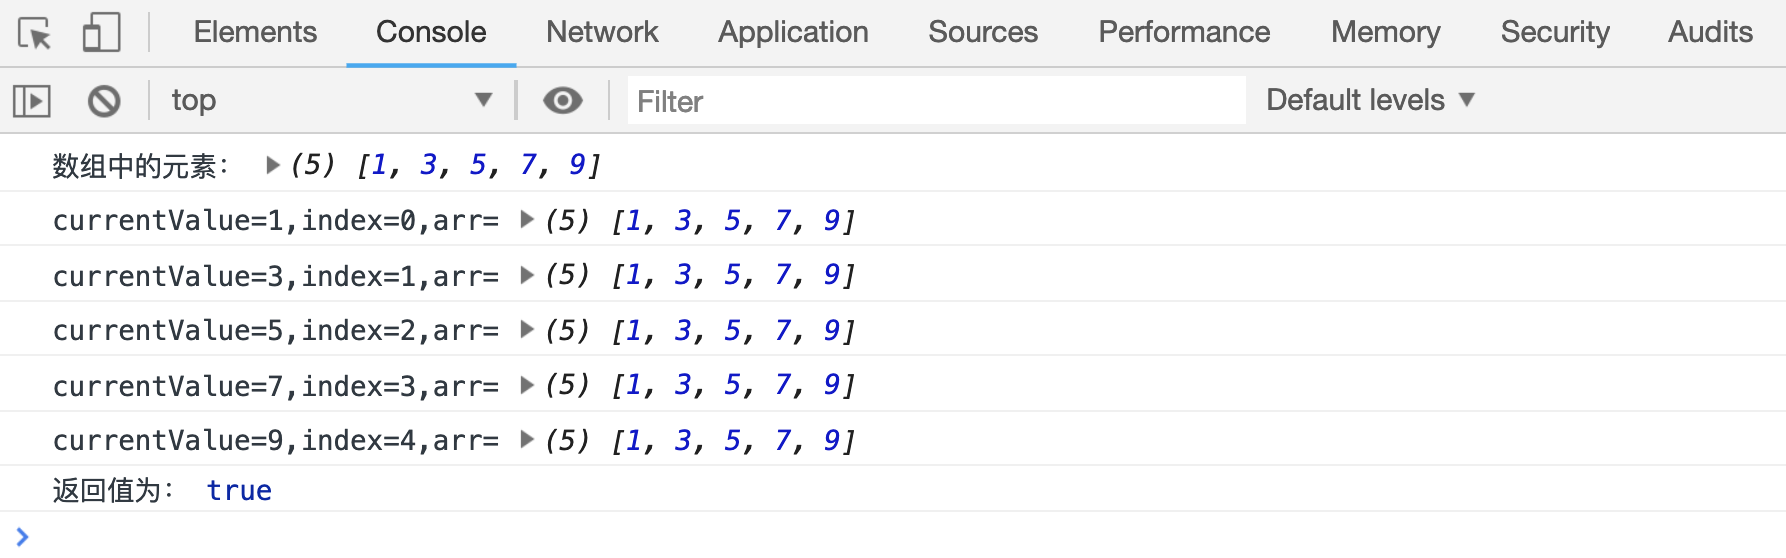 Elements Console Network Application Sources Performance Memory Security Audits
top Filter Default levels
数组中的元素： (5) [1, 3, 5, 7, 9]
currentValue=1,index=0,arr= (5) [1, 3, 5, 7, 9]
currentValue=3,index=1,arr= (5) [1, 3, 5, 7, 9]
currentValue=5,index=2,arr= (5) [1, 3, 5, 7, 9]
currentValue=7,index=3,arr= (5) [1, 3, 5, 7, 9]
currentValue=9,index=4,arr= (5) [1, 3, 5, 7, 9]
返回值为： true